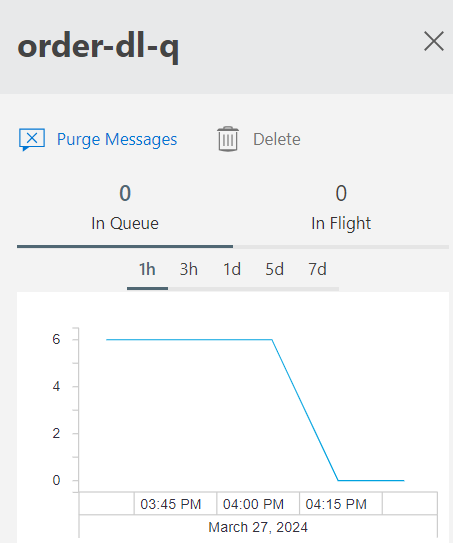 order-dl-q
Purge Messages Delete
0 0
In Queue In Flight
1h 3h 1d 5d 7d
6
4
2
0
03:45 PM 04:00 PM 04:15 PM
March 27, 2024